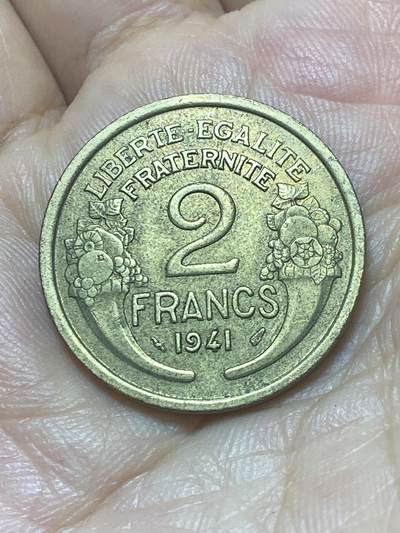 LIBERTE-EGALITE
FRATERNITE
2
FRANCS
1941